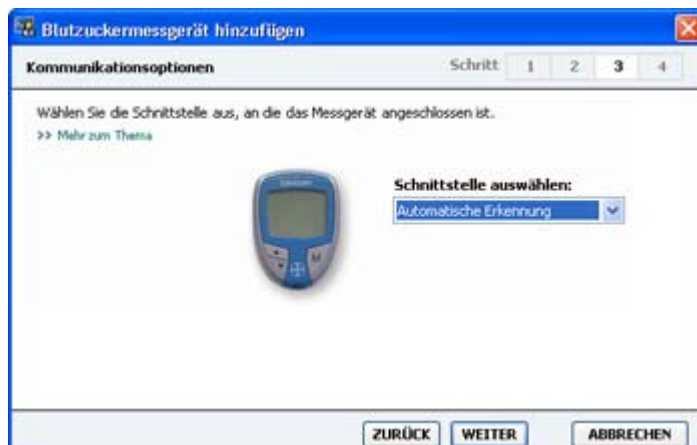 Blutzuckermessgerät hinzufügen
Kommunikationsoptionen Schritt 1 2 3 4
Wählen Sie die Schnittstelle aus, an die das Messgerät angeschlossen ist.
>> Mehr zum Thema
Schnittstelle auswählen:
Automatische Erkennung
M
ZURÜCK WEITER ABBRECHEN